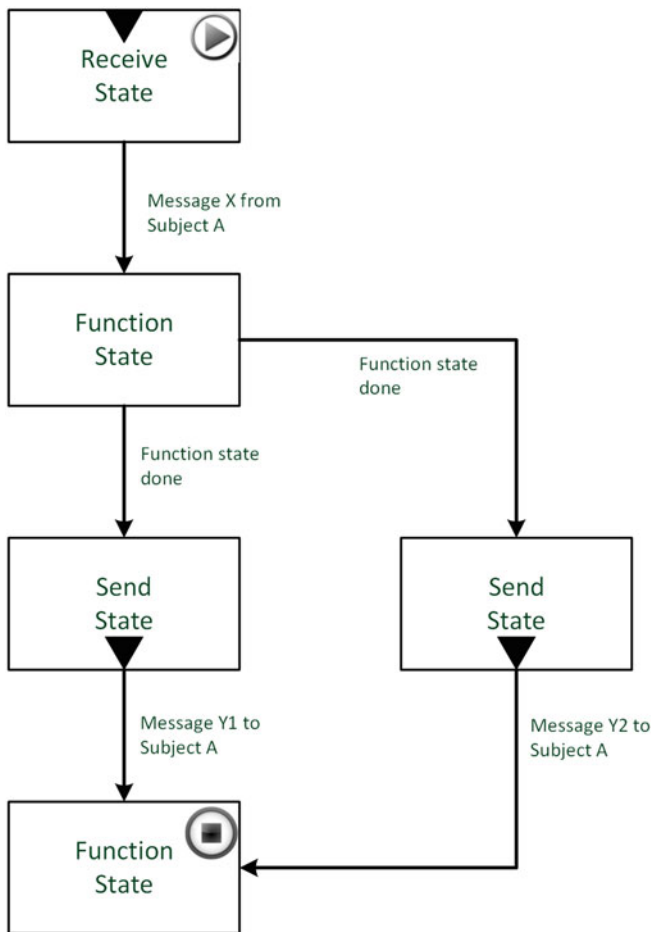 Receive
State
Message X from
Subject A
Function
State
Function state
done
Function state
done
Send
State
Send
State
Message Y1 to
Subject A
Message Y2 to
Subject A
Function
State